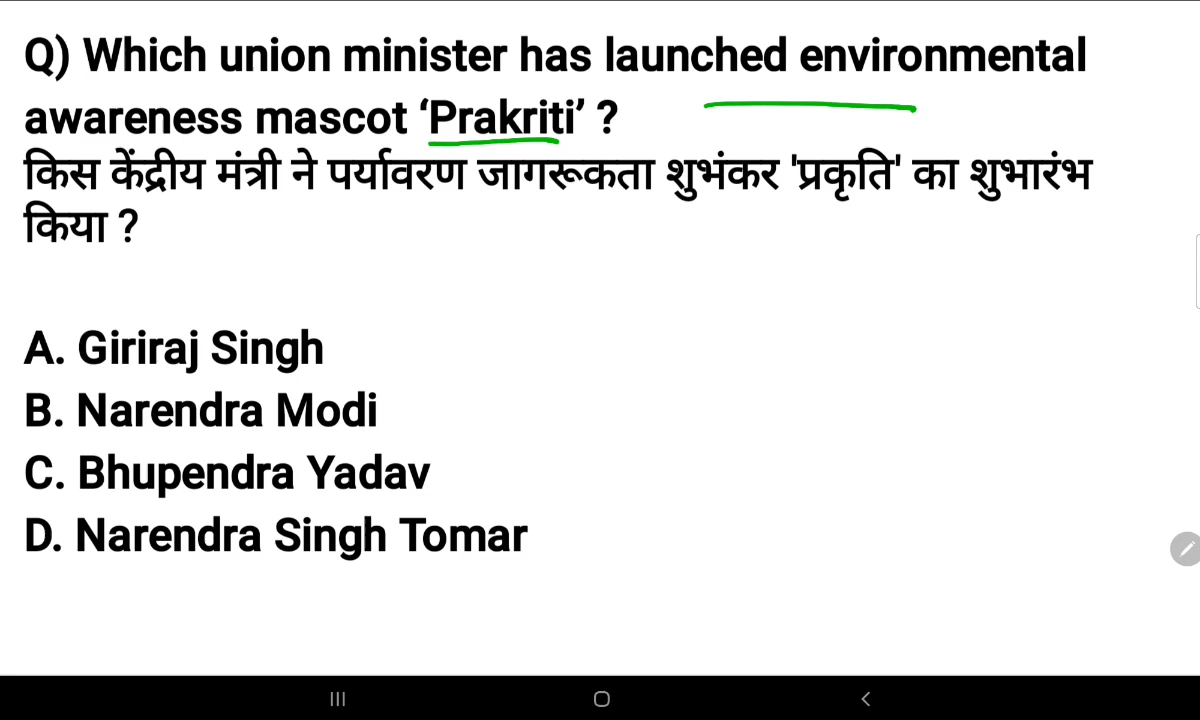 Q) Which union minister has launched environmental
awareness mascot ‘Prakriti’ ?
किस केंद्रीय मंत्री ने पर्यावरण जागरूकता शुभंकर 'प्रकृति' का शुभारंभ
किया ?
A. Giriraj Singh
B. Narendra Modi
C. Bhupendra Yadav
D. Narendra Singh Tomar